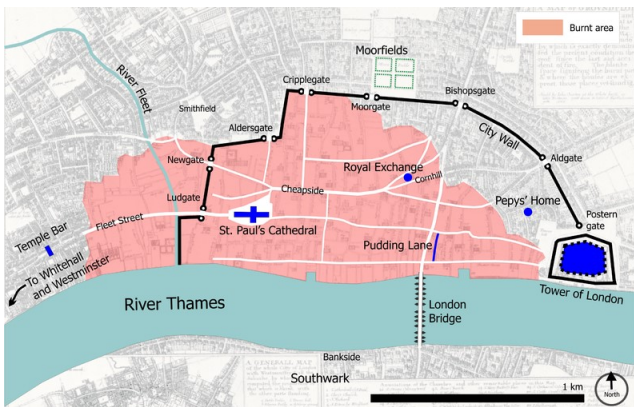 Burnt area
Moorfields
River Fleet
Cripplegate
Smithfield
Moorgate
Bishopsgate
Aldersgate
City Wall
Newgate
Aldgate
Royal Exchange
Cornhill
Cheapside
Ludgate
Pepys' Home
Postern
gate
Fleet Street
St. Paul's Cathedral
Temple Bar
Pudding Lane
To Whitehall
and Westminster
Tower of London
River Thames
London
Bridge
Bankside
Southwark
1 km
North